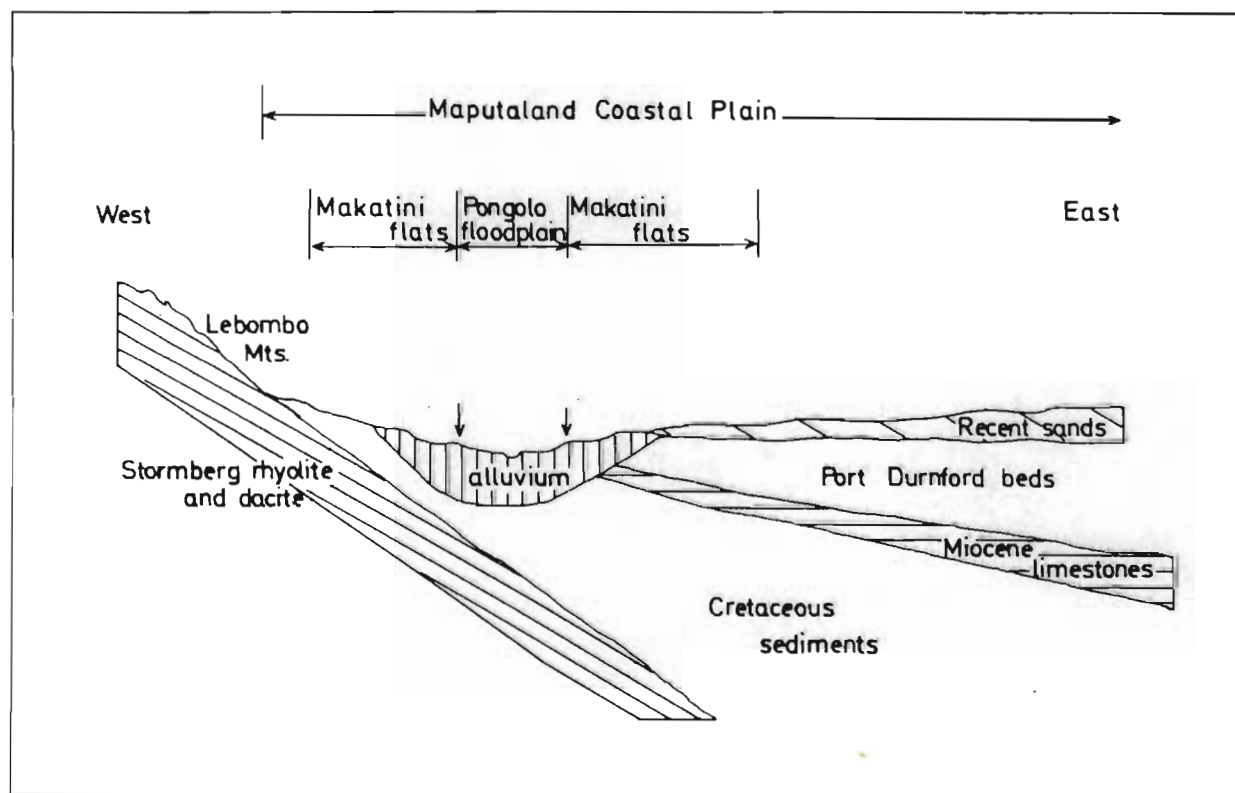 Maputaland Coastal Plain
West
Makatini
flats
Pongolo
floodplain
Makatini
flats
East
Lebombo
Mts.
Stormberg rhyolite
and dacite
alluvium
Recent sands
Port Durnford beds
Miocene
limestones
Cretaceous
sediments